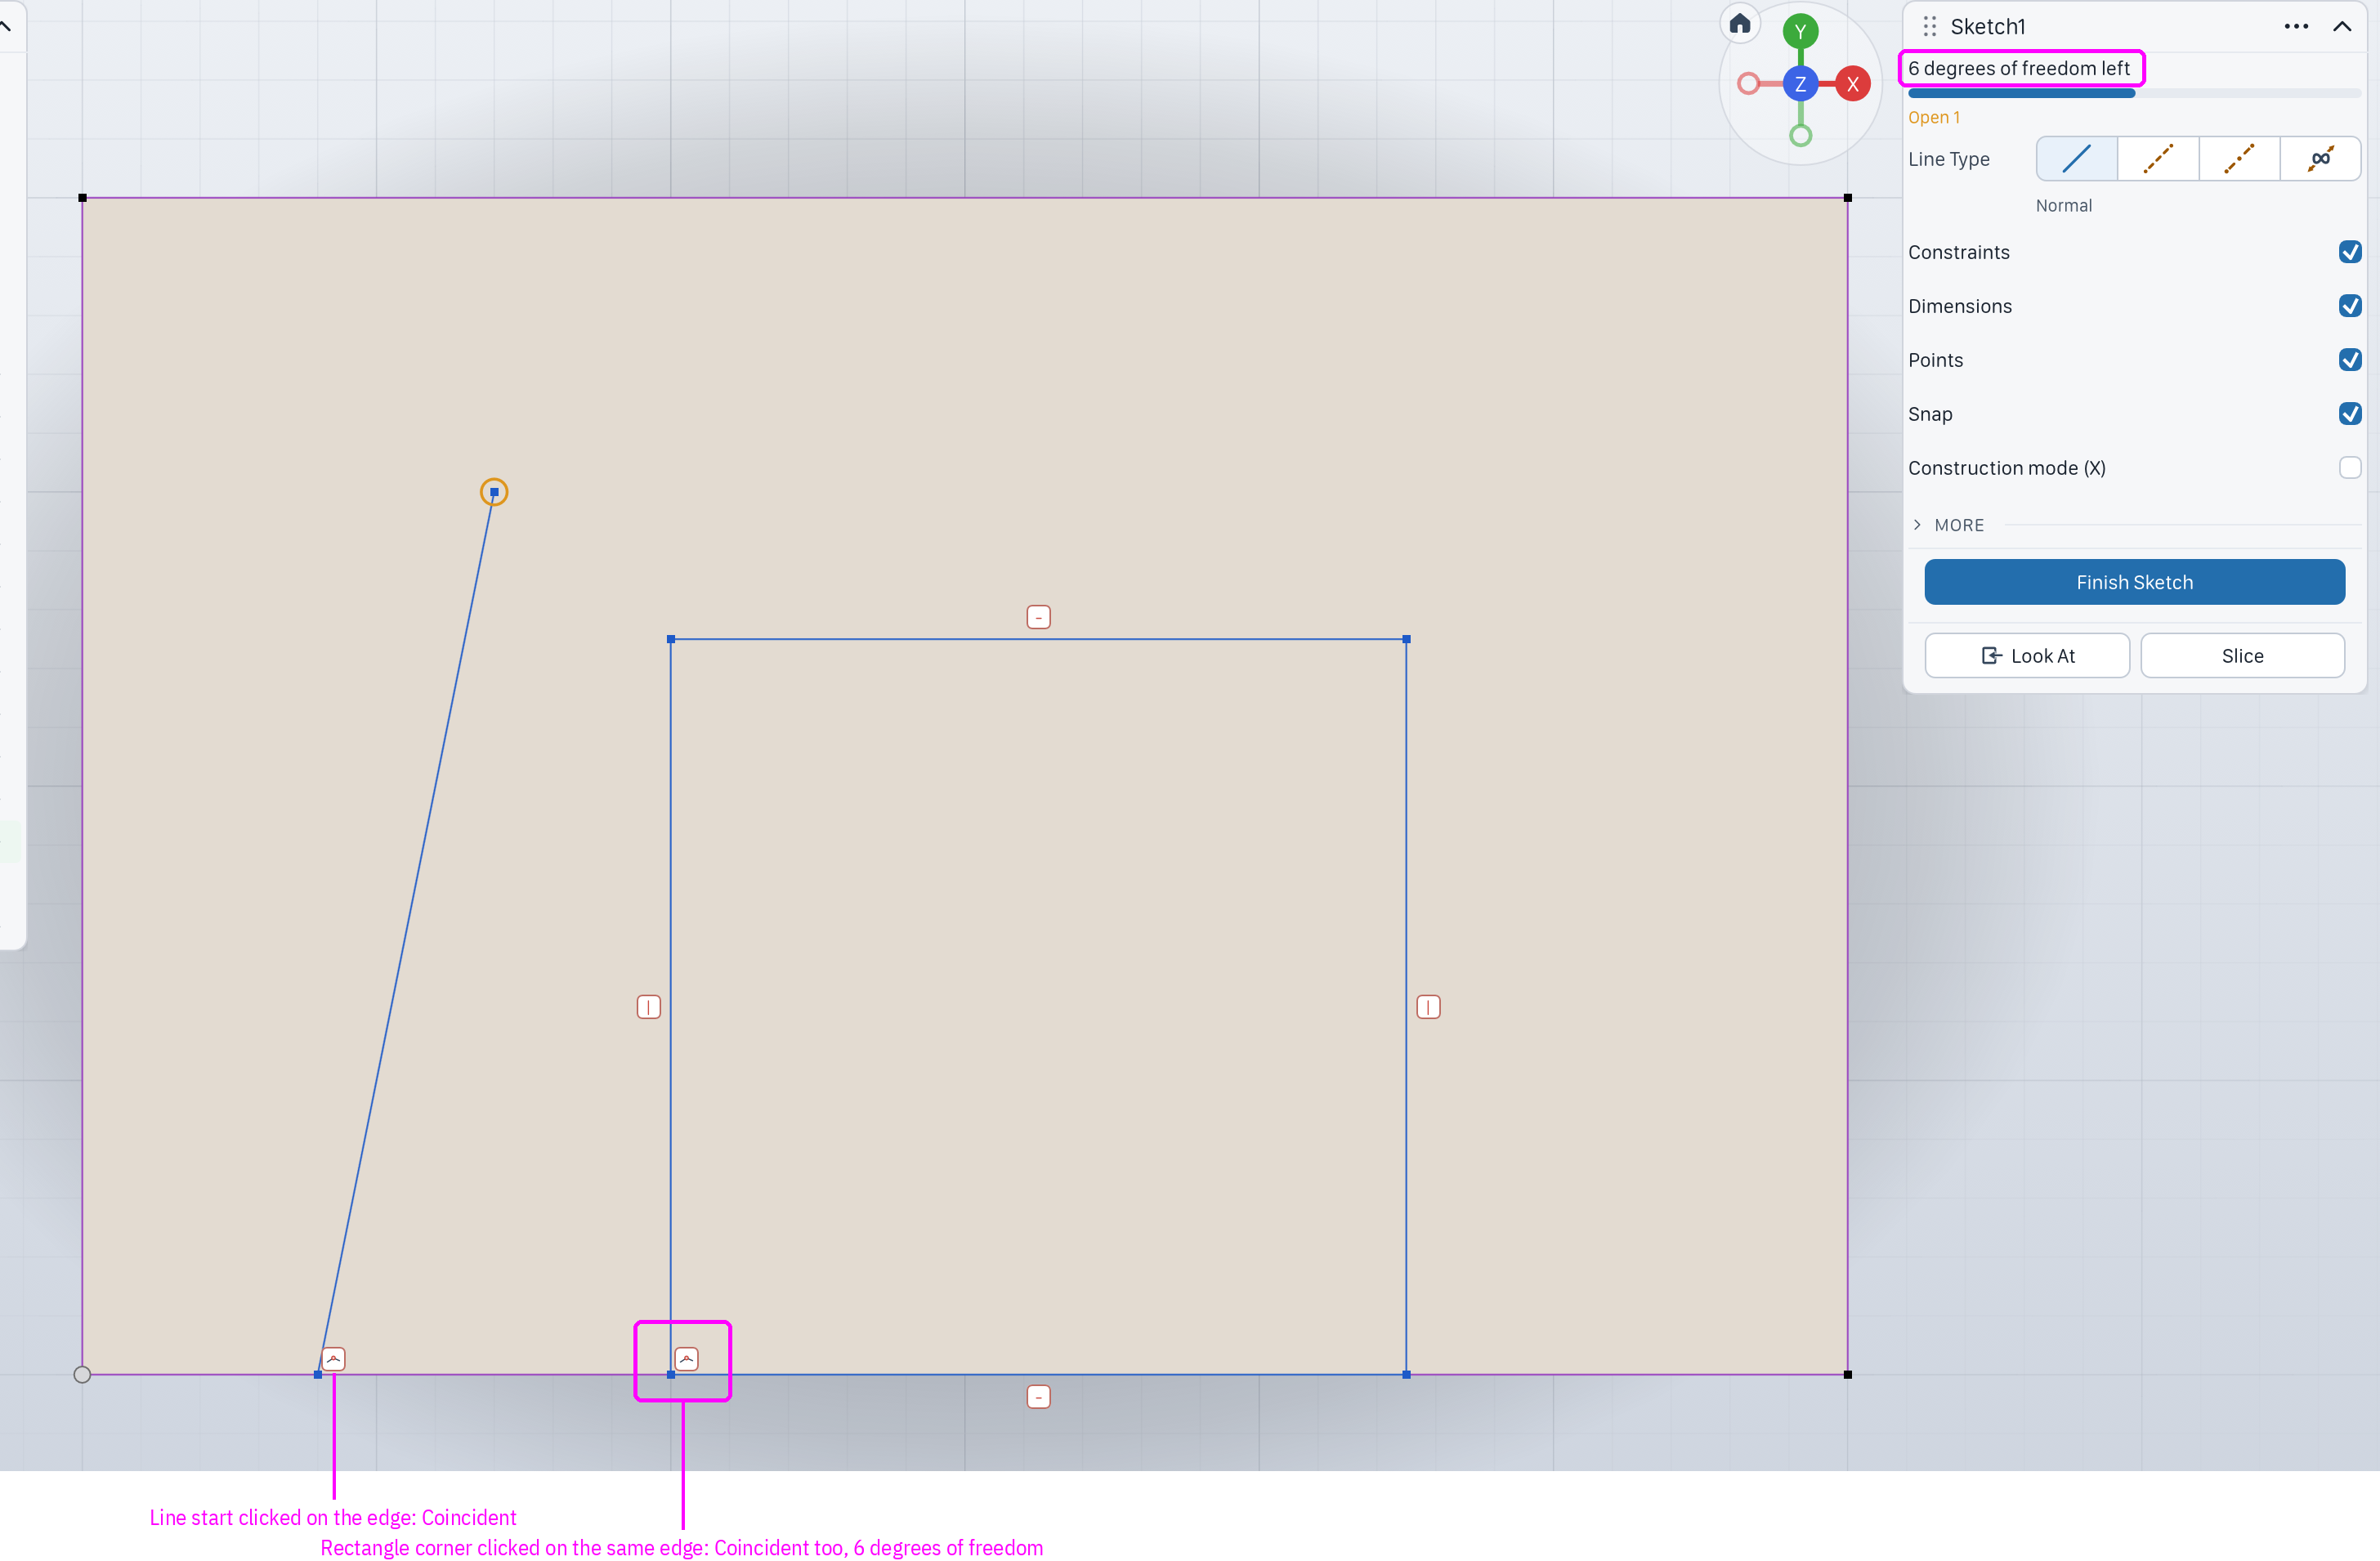 Y
Z
X
Sketch1
6 degrees of freedom left
Open 1
Line Type
Normal
Constraints
Dimensions
Points
Snap
Construction mode (X)
MORE
Finish Sketch
Look At
Slice
Line start clicked on the edge: Coincident
Rectangle corner clicked on the same edge: Coincident too, 6 degrees of freedom